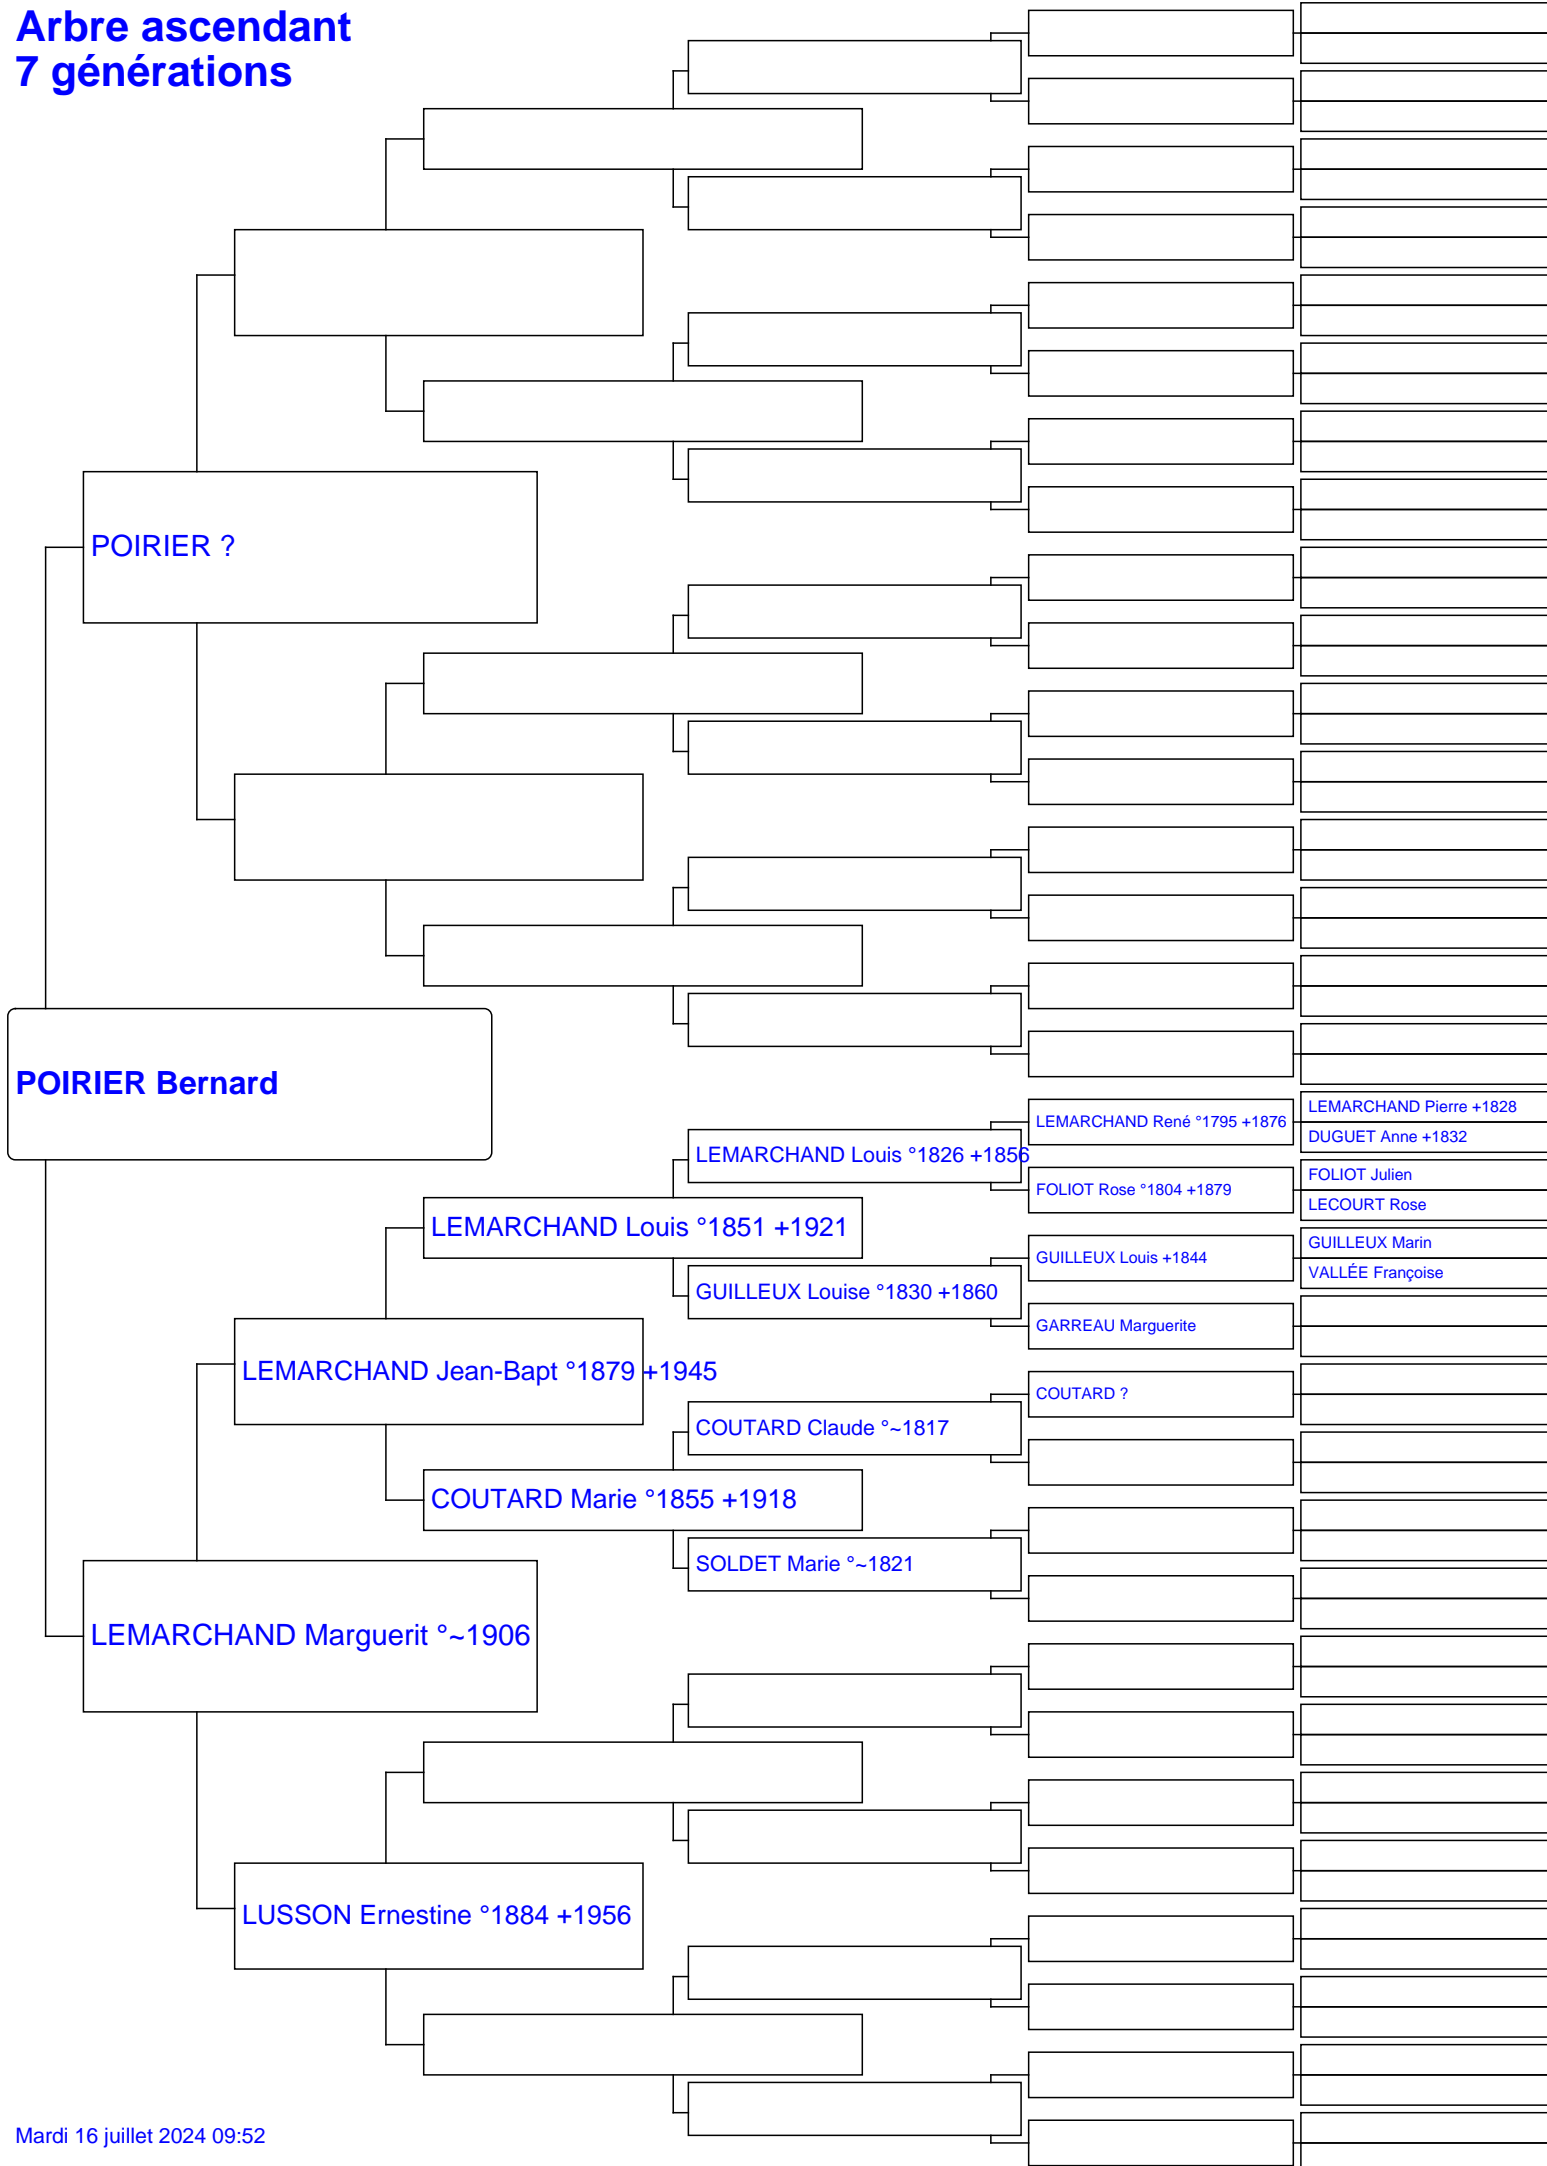 Arbre ascendant
7 générations
POIRIER ?
POIRIER Bernard
LEMARCHAND René °1795 +1876
LEMARCHAND Pierre +1828
DUGUET Anne +1832
LEMARCHAND Louis °1826 +1856
FOLIOT Rose °1804 +1879
FOLIOT Julien
LECOURT Rose
LEMARCHAND Louis °1851 +1921
GUILLEUX Louis +1844
GUILLEUX Marin
VALLÉE Françoise
GUILLEUX Louise °1830 +1860
GARREAU Marguerite
LEMARCHAND Jean-Bapt °1879 +1945
COUTARD ?
COUTARD Claude °~1817
COUTARD Marie °1855 +1918
SOLDET Marie °~1821
LEMARCHAND Marguerit °~1906
LUSSON Ernestine °1884 +1956
Mardi 16 juillet 2024 09:52